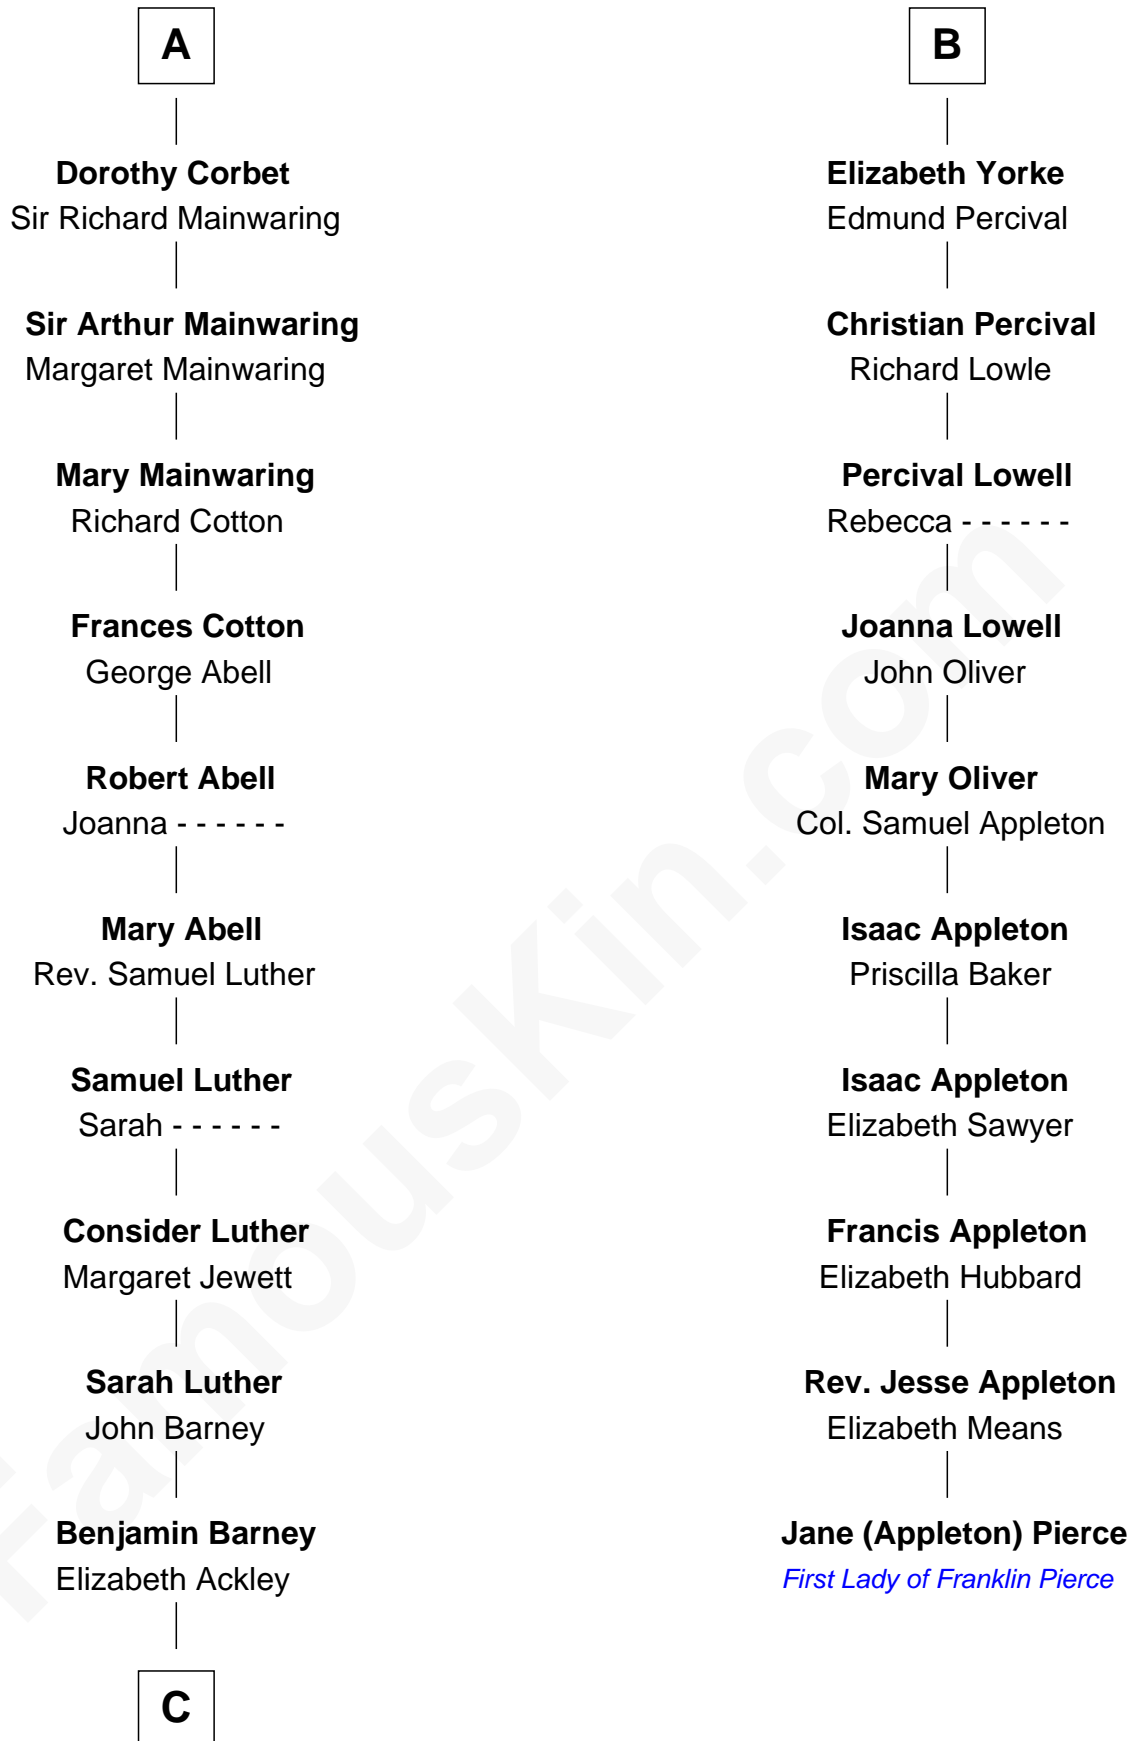 A
Dorothy Corbet
Sir Richard Mainwaring
Sir Arthur Mainwaring
Margaret Mainwaring
Mary Mainwaring
Richard Cotton
Frances Cotton
George Abell
Robert Abell
Joanna - - - - - -
Mary Abell
Rev. Samuel Luther
Samuel Luther
Sarah - - - - - -
Consider Luther
Margaret Jewett
Sarah Luther
John Barney
Benjamin Barney
Elizabeth Ackley
C
B
Elizabeth Yorke
Edmund Percival
Christian Percival
Richard Lowle
Percival Lowell
Rebecca - - - - - -
Joanna Lowell
John Oliver
Mary Oliver
Col. Samuel Appleton
Isaac Appleton
Priscilla Baker
Isaac Appleton
Elizabeth Sawyer
Francis Appleton
Elizabeth Hubbard
Rev. Jesse Appleton
Elizabeth Means
Jane (Appleton) Pierce
First Lady of Franklin Pierce
FamousKin.com